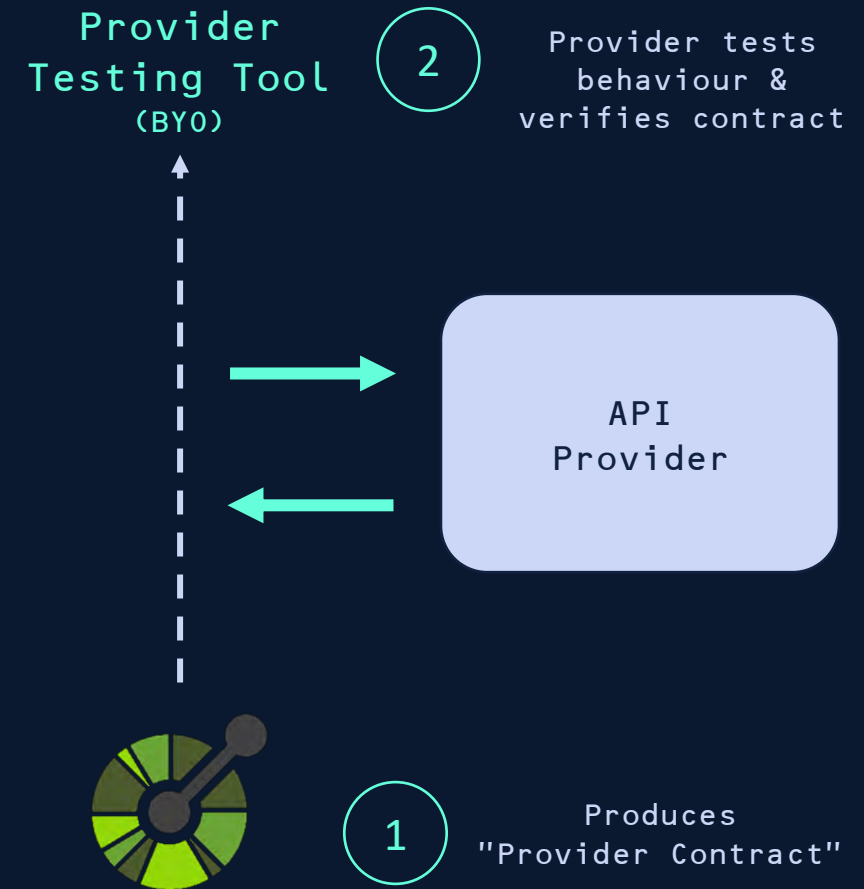 Provider
Testing Tool
(BYO)
2
Provider tests
behaviour &
verifies contract
API
Provider
1
Produces
"Provider Contract"